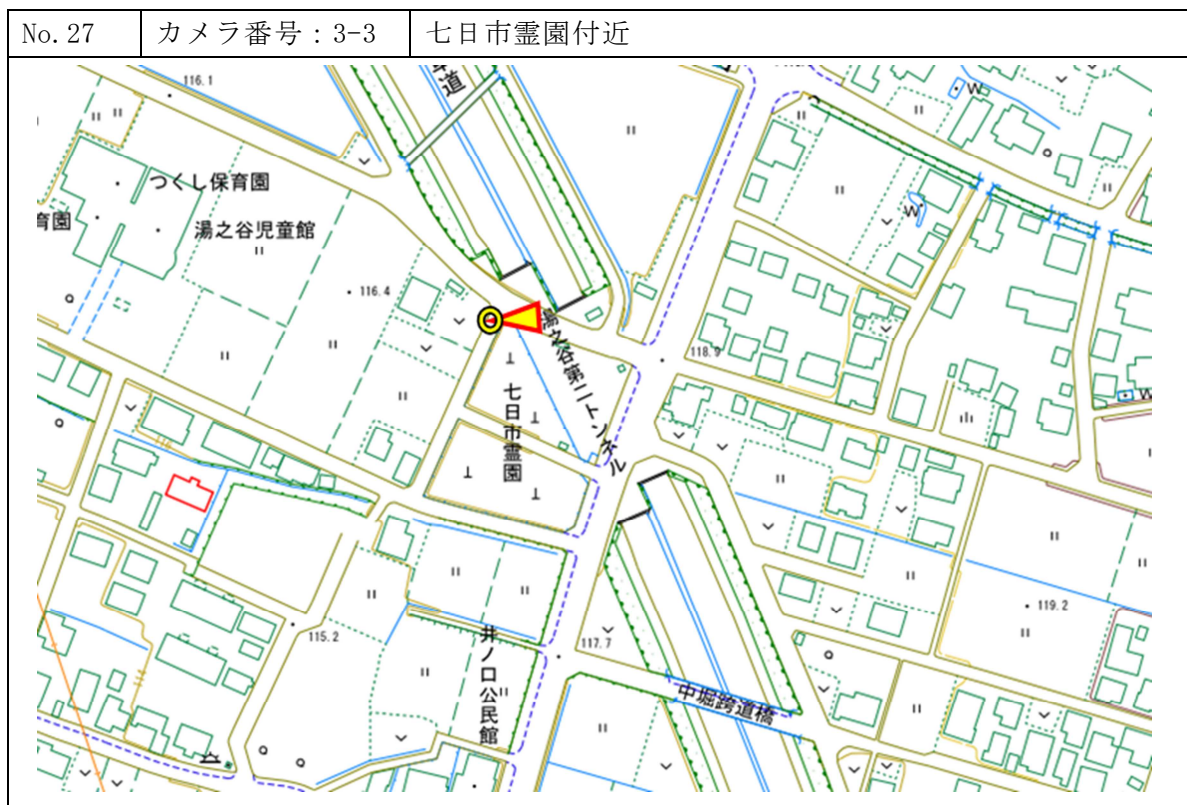 No. 27
カメラ番号：3-3
七日市霊園付近
道
116.1
W
つくし保育園
育園
湯之谷児童館
W
116.4
118.9
湯之谷第二トンネル
W
七日市霊園
119.2
115.2
117.7
井ノ口公民館
中堀跨道橋